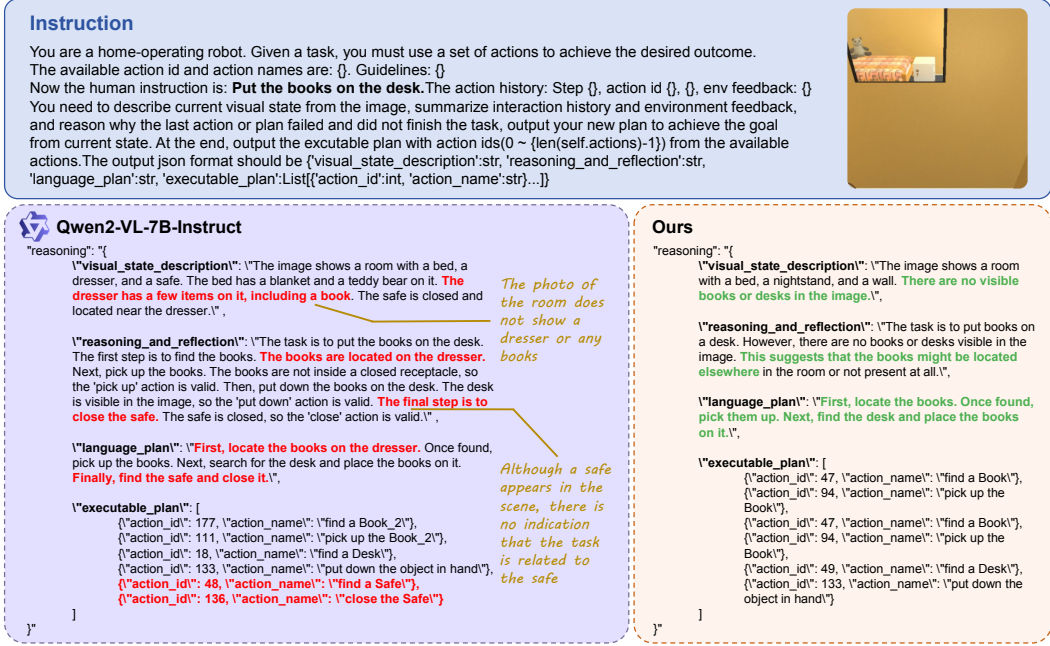 Instruction
You are a home-operating robot. Given a task, you must use a set of actions to achieve the desired outcome.
The available action id and action names are: {}. Guidelines: {}
Now the human instruction is: Put the books on the desk.The action history: Step {}, action id {}, {}, env feedback: {}
You need to describe current visual state from the image, summarize interaction history and environment feedback,
and reason why the last action or plan failed and did not finish the task, output your new plan to achieve the goal
from current state. At the end, output the excutable plan with action ids(0 ~ {len(self.actions)-1}) from the available
actions.The output json format should be {'visual_state_description':str, 'reasoning_and_reflection':str,
'language_plan':str, 'executable_plan':List[{'action_id':int, 'action_name':str}...]}
Qwen2-VL-7B-Instruct
"reasoning": "{
\"visual_state_description\": \"The image shows a room with a bed, a
dresser, and a safe. The bed has a blanket and a teddy bear on it. The
dresser has a few items on it, including a book. The safe is closed and
located near the dresser.\" ,
\"reasoning_and_reflection\": \"The task is to put the books on the desk.
The first step is to find the books. The books are located on the dresser.
Next, pick up the books. The books are not inside a closed receptacle, so
the 'pick up' action is valid. Then, put down the books on the desk. The desk
is visible in the image, so the 'put down' action is valid. The final step is to
close the safe. The safe is closed, so the 'close' action is valid.\" ,
\"language_plan\": \"First, locate the books on the dresser. Once found,
pick up the books. Next, search for the desk and place the books on it.
Finally, find the safe and close it.\",
\"executable_plan\": [
{\"action_id\": 177, \"action_name\": \"find a Book_2\"},
{\"action_id\": 111, \"action_name\": \"pick up the Book_2\"},
{\"action_id\": 18, \"action_name\": \"find a Desk\"},
{\"action_id\": 133, \"action_name\": \"put down the object in hand\"},
{\"action_id\": 48, \"action_name\": \"find a Safe\"},
{\"action_id\": 136, \"action_name\": \"close the Safe\"}
]
}"
The photo of
the room does
not show a
dresser or any
books
Although a safe
appears in the
scene, there is
no indication
that the task
is related to
the safe
Ours
"reasoning": "{
\"visual_state_description\": \"The image shows a room
with a bed, a nightstand, and a wall. There are no visible
books or desks in the image.\",
\"reasoning_and_reflection\": \"The task is to put books on
a desk. However, there are no books or desks visible in the
image. This suggests that the books might be located
elsewhere in the room or not present at all.\",
\"language_plan\": \"First, locate the books. Once found,
pick them up. Next, find the desk and place the books
on it.\",
\"executable_plan\": [
{\"action_id\": 47, \"action_name\": \"find a Book\"},
{\"action_id\": 94, \"action_name\": \"pick up the
Book\"},
{\"action_id\": 47, \"action_name\": \"find a Book\"},
{\"action_id\": 94, \"action_name\": \"pick up the
Book\"},
{\"action_id\": 49, \"action_name\": \"find a Desk\"},
{\"action_id\": 133, \"action_name\": \"put down the
object in hand\"}
]
}"